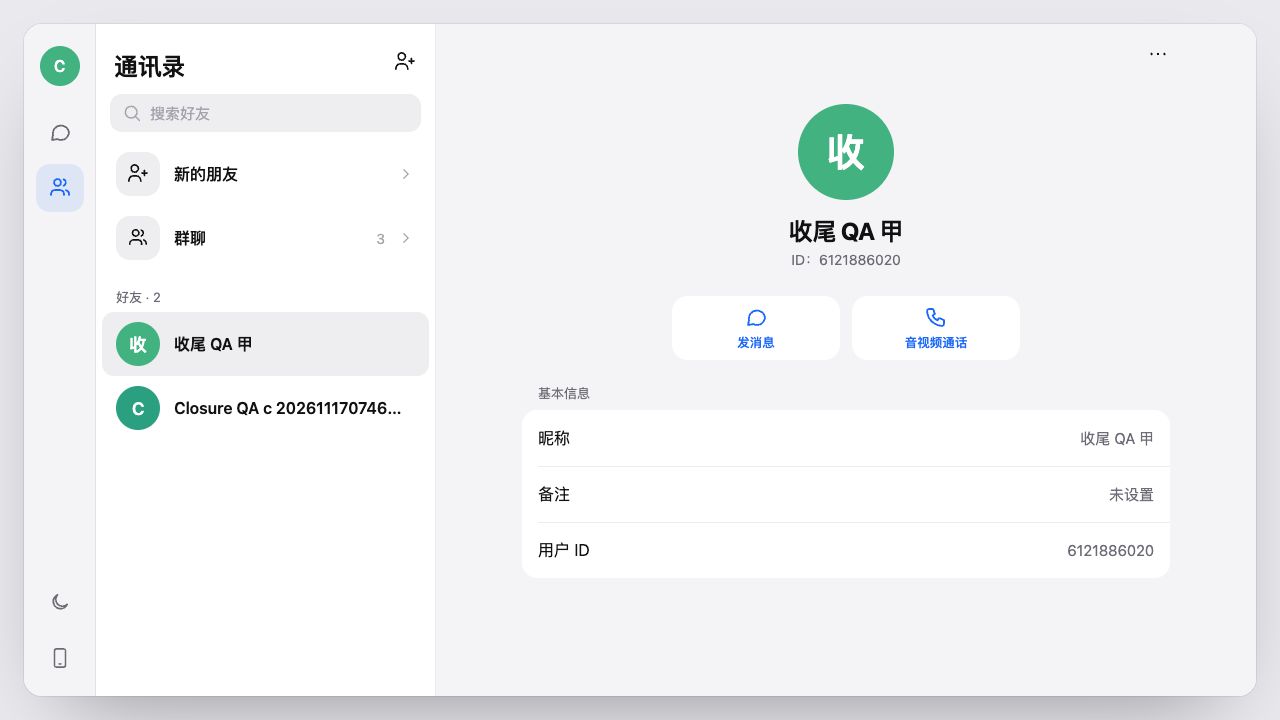 C
通讯录
搜索好友
新的朋友
群聊 3
好友 · 2
收 收尾 QA 甲
C Closure QA c 202611170746...
收
收尾 QA 甲
ID: 6121886020
发消息 音视频通话
基本信息
昵称 收尾 QA 甲
备注 未设置
用户 ID 6121886020